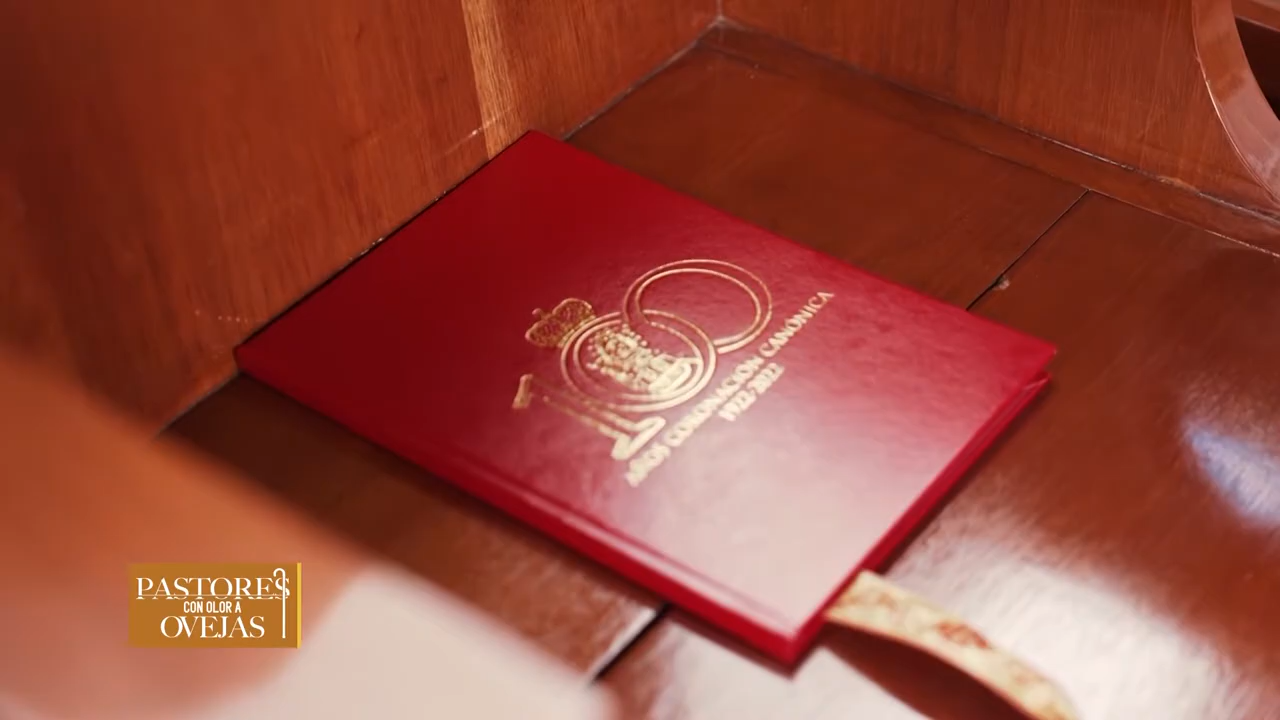 100
AÑOS CORONACIÓN CANÓNICA
1922-2022
PASTORES
CON OLOR A
OVEJAS